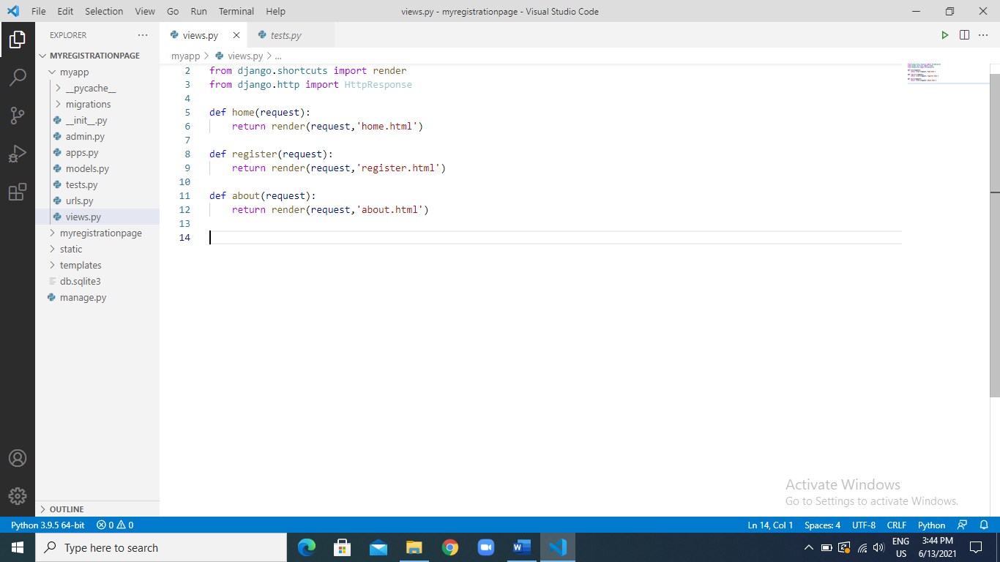 File Edit Selection View Go Run Terminal Help
views.py - myregistrationpage - Visual Studio Code
EXPLORER
views.py
tests.py
MYREGISTRATIONPAGE
myapp > views.py > ...
myapp
__pycache__
migrations
__init__.py
admin.py
apps.py
models.py
tests.py
urls.py
views.py
myregistrationpage
static
templates
db.sqlite3
manage.py
OUTLINE
2 from django.shortcuts import render
3 from django.http import HttpResponse
4
5 def home(request):
6 return render(request,'home.html')
7
8 def register(request):
9 return render(request,'register.html')
10
11 def about(request):
12 return render(request,'about.html')
13
14
Activate Windows
Go to Settings to activate Windows.
Python 3.9.5 64-bit 0 0 Ln 14, Col 1 Spaces: 4 UTF-8 CRLF Python
Type here to search
ENG
US
3:44 PM
6/13/2021